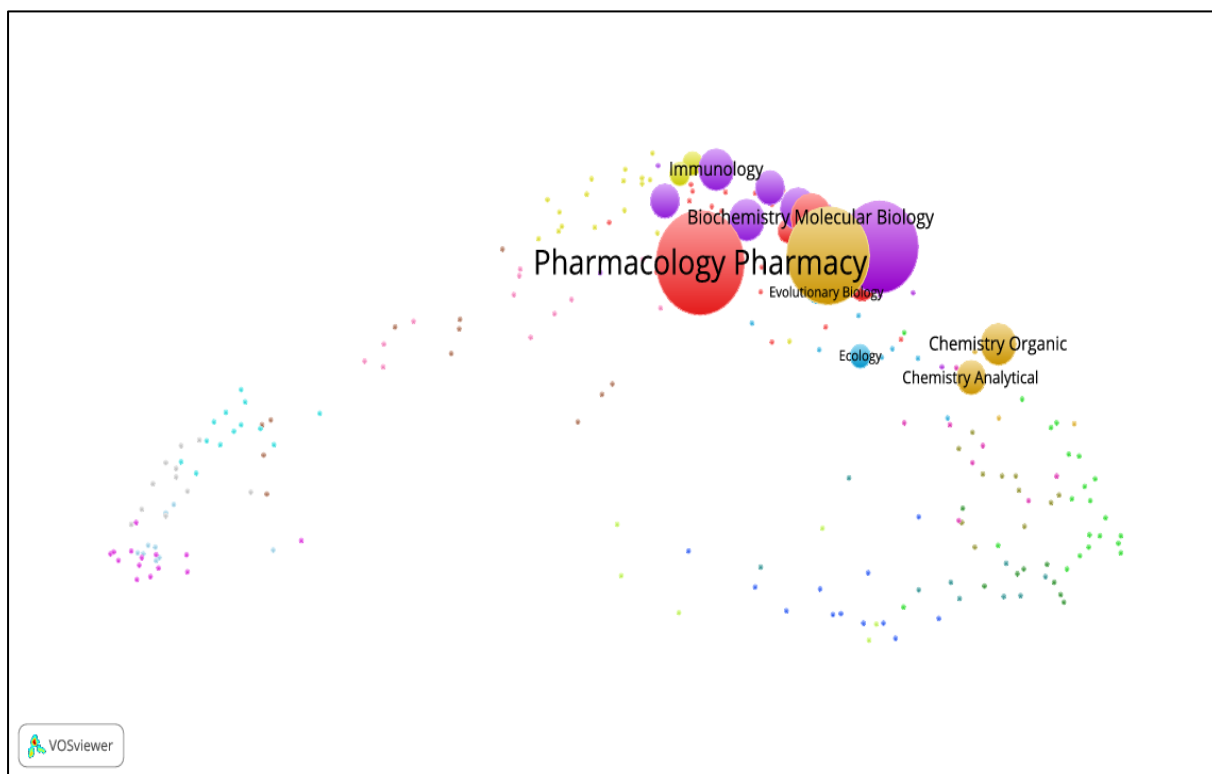 Immunology
Biochemistry Molecular Biology
Pharmacology Pharmacy
Evolutionary Biology
Chemistry Organic
Ecology
Chemistry Analytical
VOSviewer